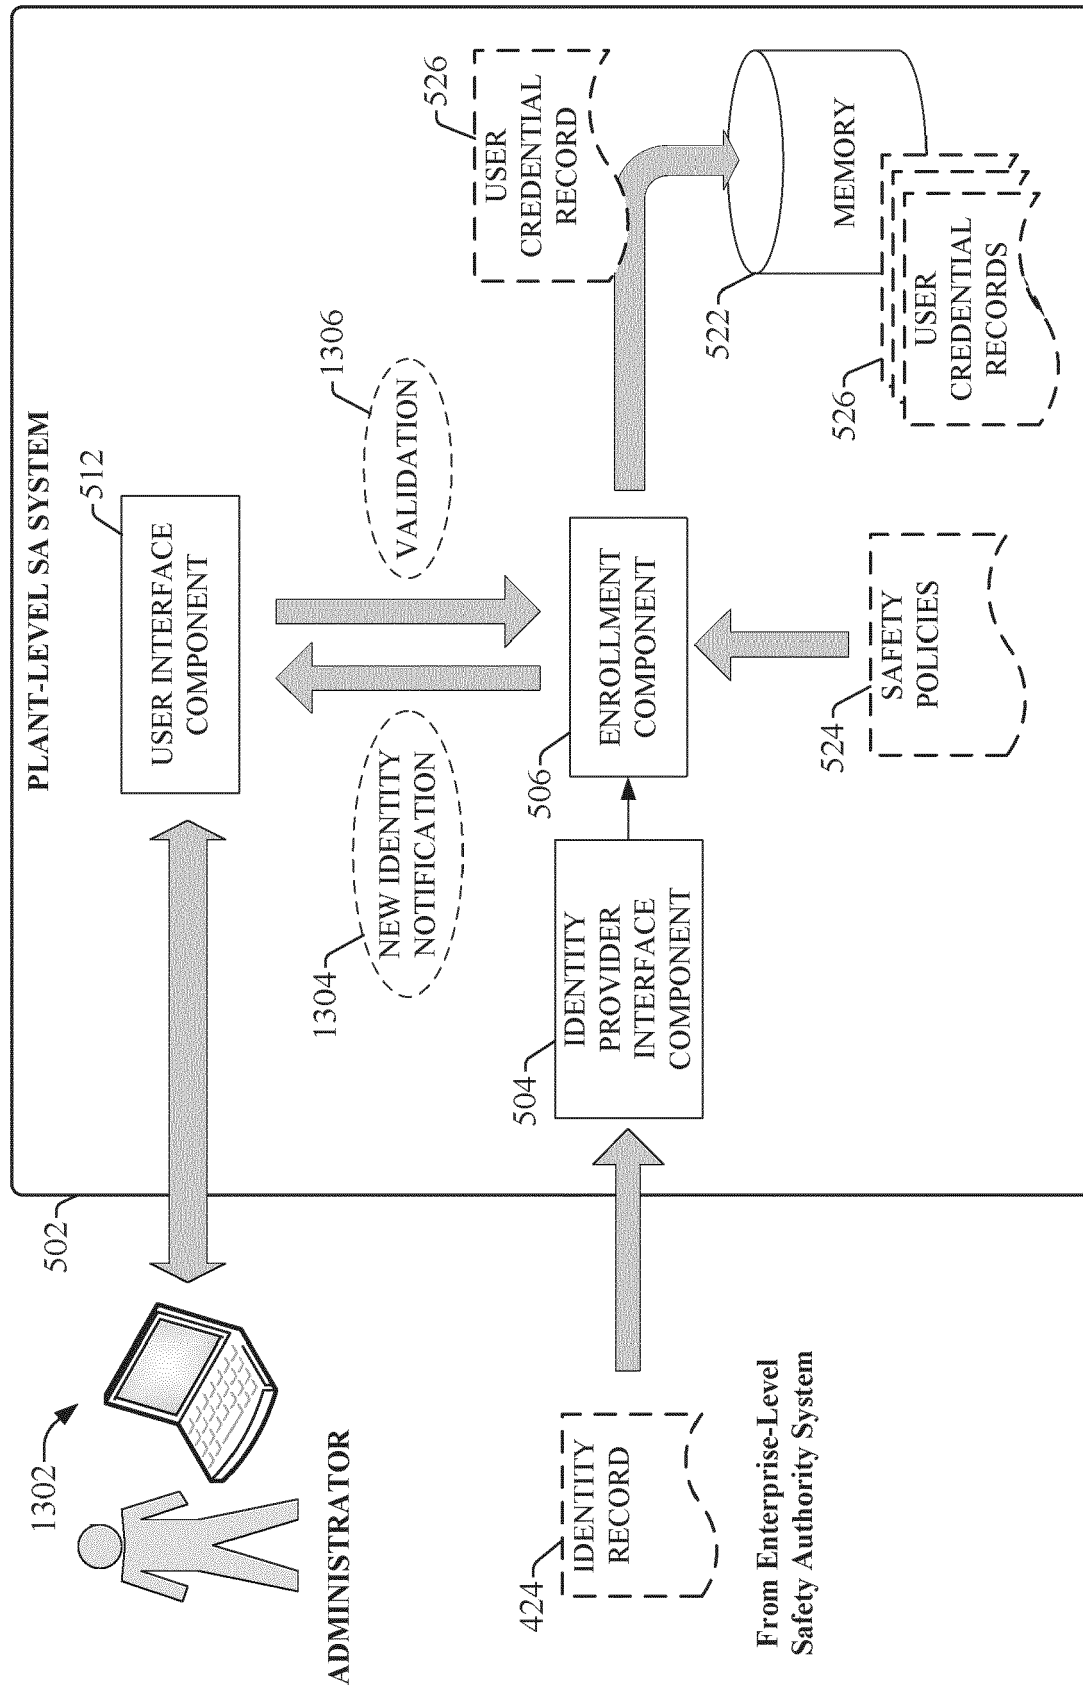 PLANT-LEVEL SA SYSTEM
502
1302
ADMINISTRATOR
512
USER INTERFACE
COMPONENT
1304
NEW IDENTITY
NOTIFICATION
1306
VALIDATION
424
IDENTITY
RECORD
From Enterprise-Level
Safety Authority System
504
IDENTITY
PROVIDER
INTERFACE
COMPONENT
506
ENROLLMENT
COMPONENT
524
SAFETY
POLICIES
526
USER
CREDENTIAL
RECORD
522
MEMORY
526
USER
CREDENTIAL
RECORDS